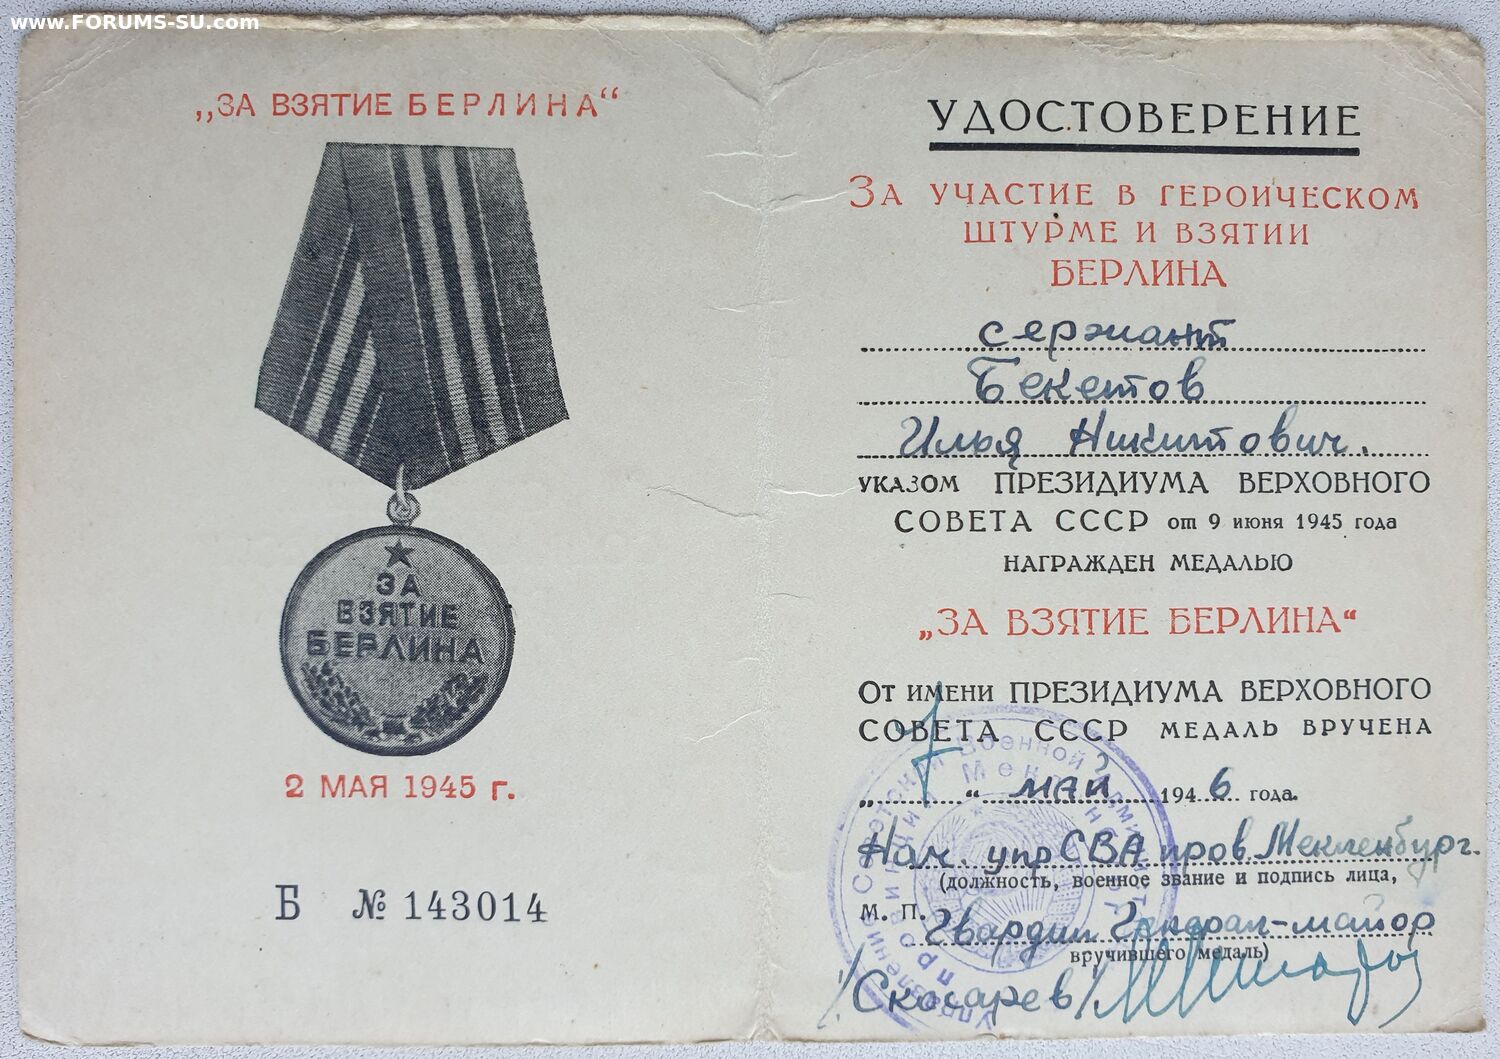 www.FORUMS-SU.com
„ЗА ВЗЯТИЕ БЕРЛИНА“
ЗА
ВЗЯТИЕ
БЕРЛИНА
2 МАЯ 1945 г.
Б № 143014
УДОСТОВЕРЕНИЕ
ЗА УЧАСТИЕ В ГЕРОИЧЕСКОМ
ШТУРМЕ И ВЗЯТИИ
БЕРЛИНА
сержант
Бекетов
Илья Никитович.
УКАЗОМ ПРЕЗИДИУМА ВЕРХОВНОГО
СОВЕТА СССР от 9 июня 1945 года
НАГРАЖДЕН МЕДАЛЬЮ
„ЗА ВЗЯТИЕ БЕРЛИНА“
ОТ ИМЕНИ ПРЕЗИДИУМА ВЕРХОВНОГО
СОВЕТА СССР МЕДАЛЬ ВРУЧЕНА
„7“ май 1946 года.
Нач. упр СВА пров. Мекленбург.
(должность, военное звание и подпись лица,
М. П. Гвардии Генерал-майор
вручившего медаль)
/Скосарев/